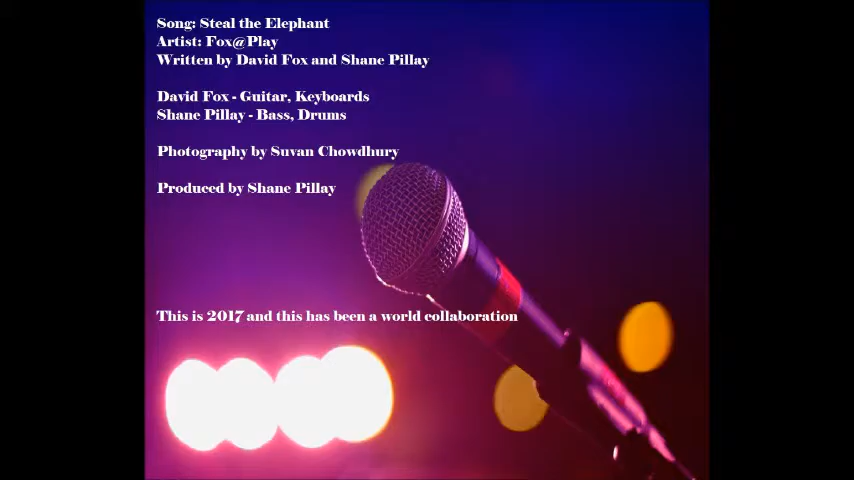 Song: Steal the Elephant
Artist: Fox@Play
Written by David Fox and Shane Pillay
David Fox - Guitar, Keyboards
Shane Pillay - Bass, Drums
Photography by Suvan Chowdhury
Produced by Shane Pillay
This is 2017 and this has been a world collaboration